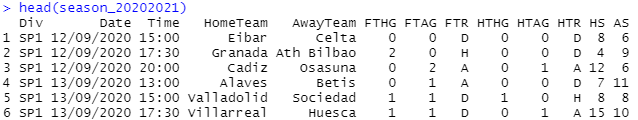 > head(season_20202021)
  Div       Date  Time   HomeTeam   AwayTeam FTHG FTAG FTR HTHG HTAG HTR HS AS
1 SP1 12/09/2020 15:00      Eibar      Celta    0    0   D    0    0   D  8  6
2 SP1 12/09/2020 17:30    Granada Ath Bilbao    2    0   H    0    0   D  4  9
3 SP1 12/09/2020 20:00      Cadiz    Osasuna    0    2   A    0    1   A 12  6
4 SP1 13/09/2020 13:00     Alaves      Betis    0    1   A    0    0   D  7 11
5 SP1 13/09/2020 15:00 Valladolid   Sociedad    1    1   D    1    0   H  8  8
6 SP1 13/09/2020 17:30 Villarreal     Huesca    1    1   D    0    1   A 15 10